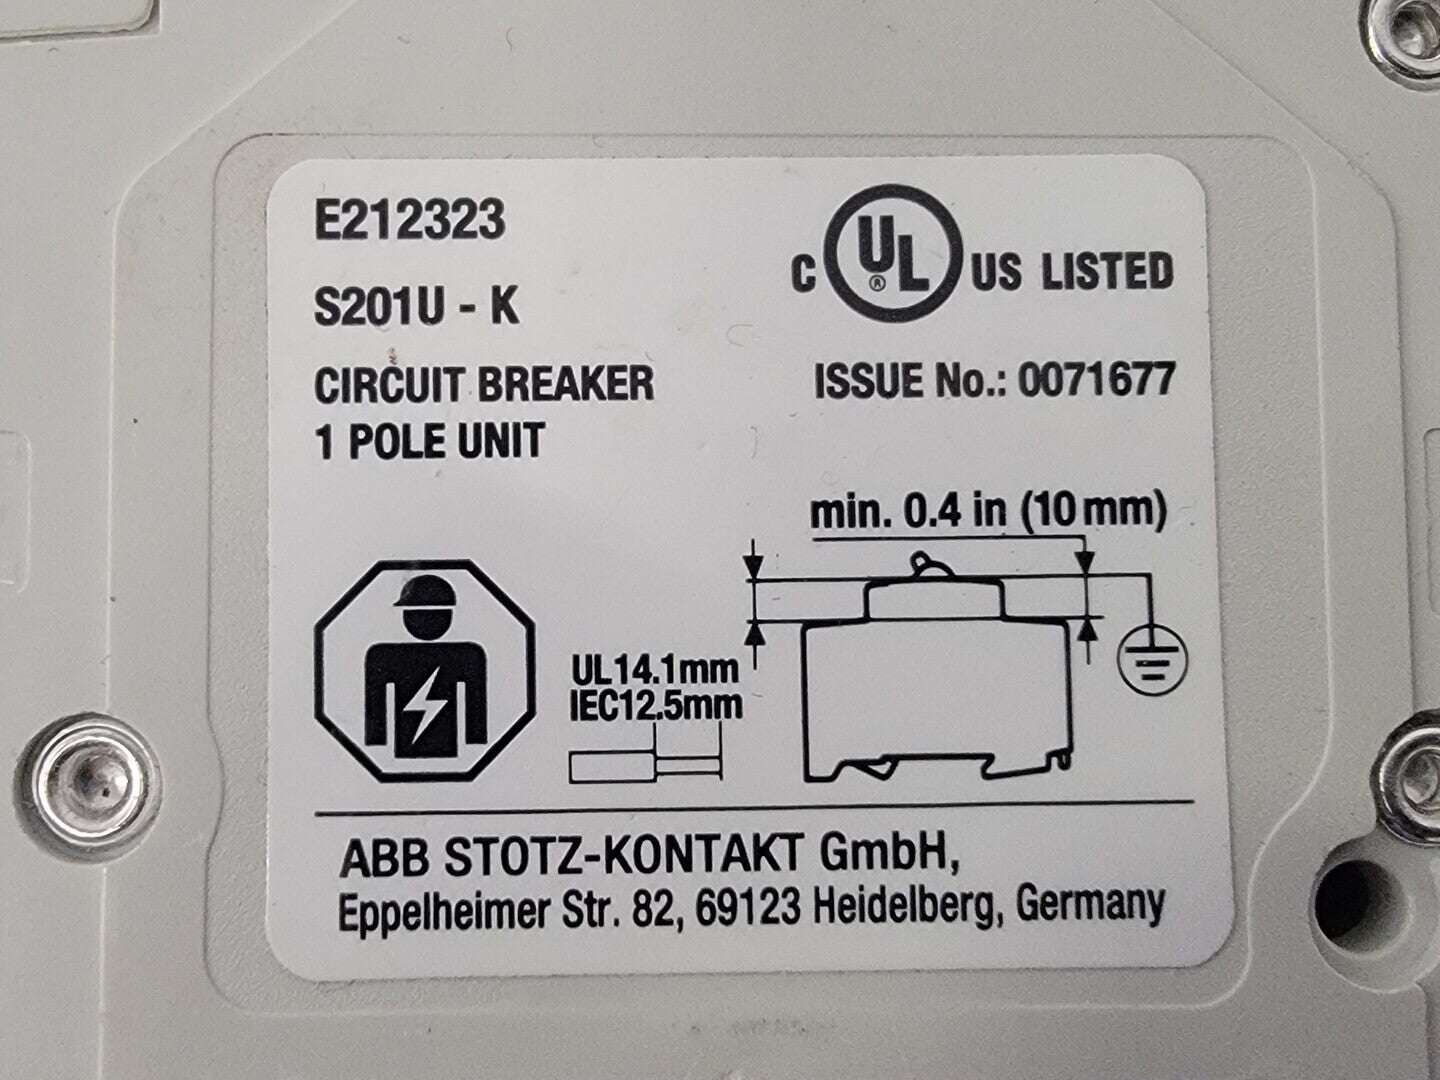 E212323
S201U - K
CIRCUIT BREAKER
1 POLE UNIT
C UL® US LISTED
ISSUE No.: 0071677
min. 0.4 in (10 mm)
UL14.1mm
IEC12.5mm
ABB STOTZ-KONTAKT GmbH,
Eppelheimer Str. 82, 69123 Heidelberg, Germany